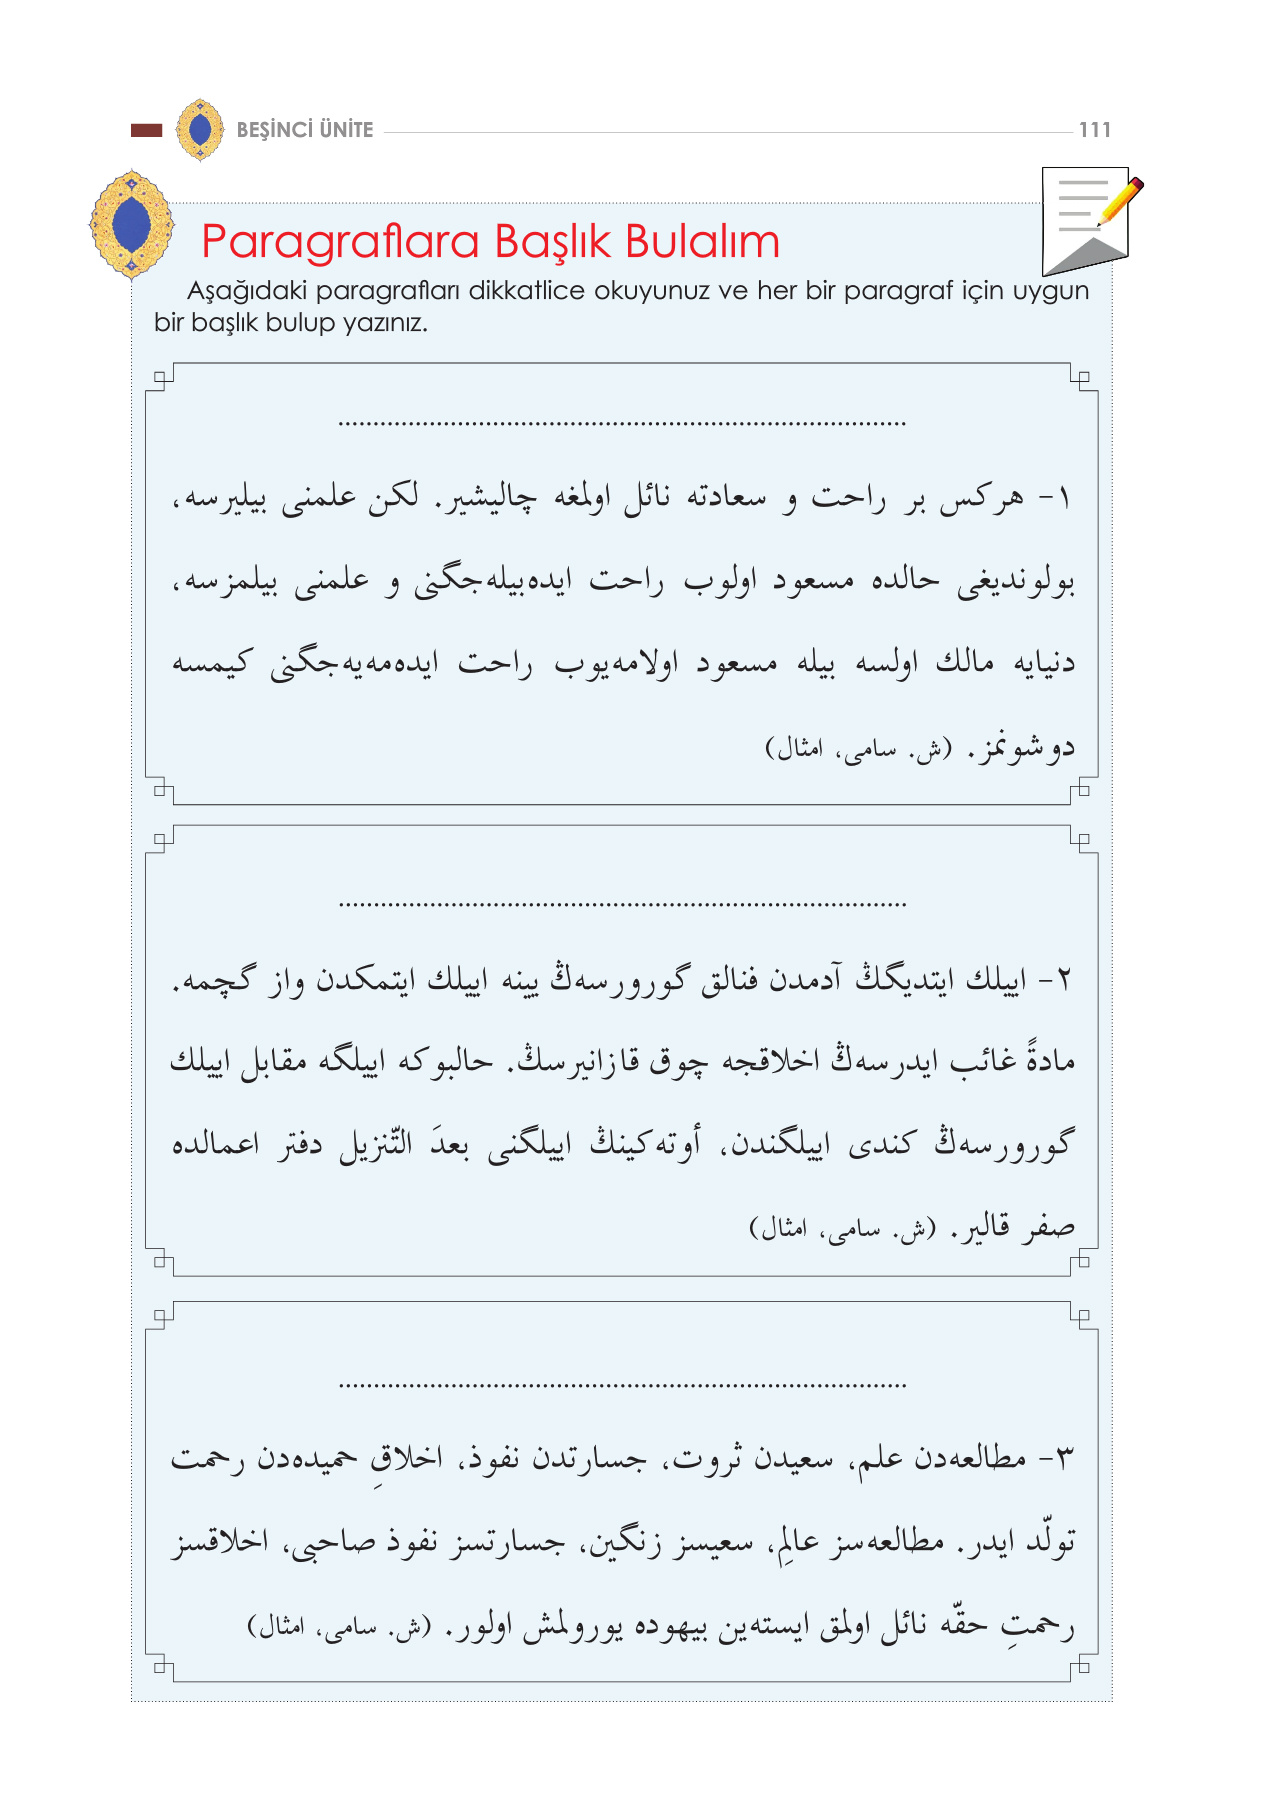 BEŞİNCİ ÜNİTE 111
Paragraflara Başlık Bulalım
Aşağıdaki paragrafları dikkatlice okuyunuz ve her bir paragraf için uygun
bir başlık bulup yazınız.
................................................................................
١- هركس بر راحت و سعادته نائل اولمغه چاليشير. لكن علمنى بيليرسه،
بولونديغى حالده مسعود اولوب راحت ايده‌بيله‌جگنى و علمنى بيلمزسه،
دنيايه مالك اولسه بيله مسعود اولامه‌يوب راحت ايده‌مه‌يه‌جگنى كيمسه
دوشونمز. (ش. سامى، امثال)
................................................................................
٢- اييلك ايتديگڭ آدمدن فنالق گورورسه‌ڭ يينه اييلك ايتمكدن واز گچمه.
مادةً غائب ايدرسه‌ڭ اخلاقجه چوق قازانيرسڭ. حالبوكه اييلگه مقابل اييلك
گورورسه‌ڭ كندى اييلگندن، أوته‌كينڭ اييلگنى بعدَ التّنزيل دفتر اعمالده
صفر قالير. (ش. سامى، امثال)
................................................................................
٣- مطالعه‌دن علم، سعيدن ثروت، جسارتدن نفوذ، اخلاقِ حميده‌دن رحمت
تولّد ايدر. مطالعه‌سز عالِم، سعيسز زنگين، جسارتسز نفوذ صاحبى، اخلاقسز
رحمتِ حقّه نائل اولمق ايسته‌ين بيهوده يورولمش اولور. (ش. سامى، امثال)